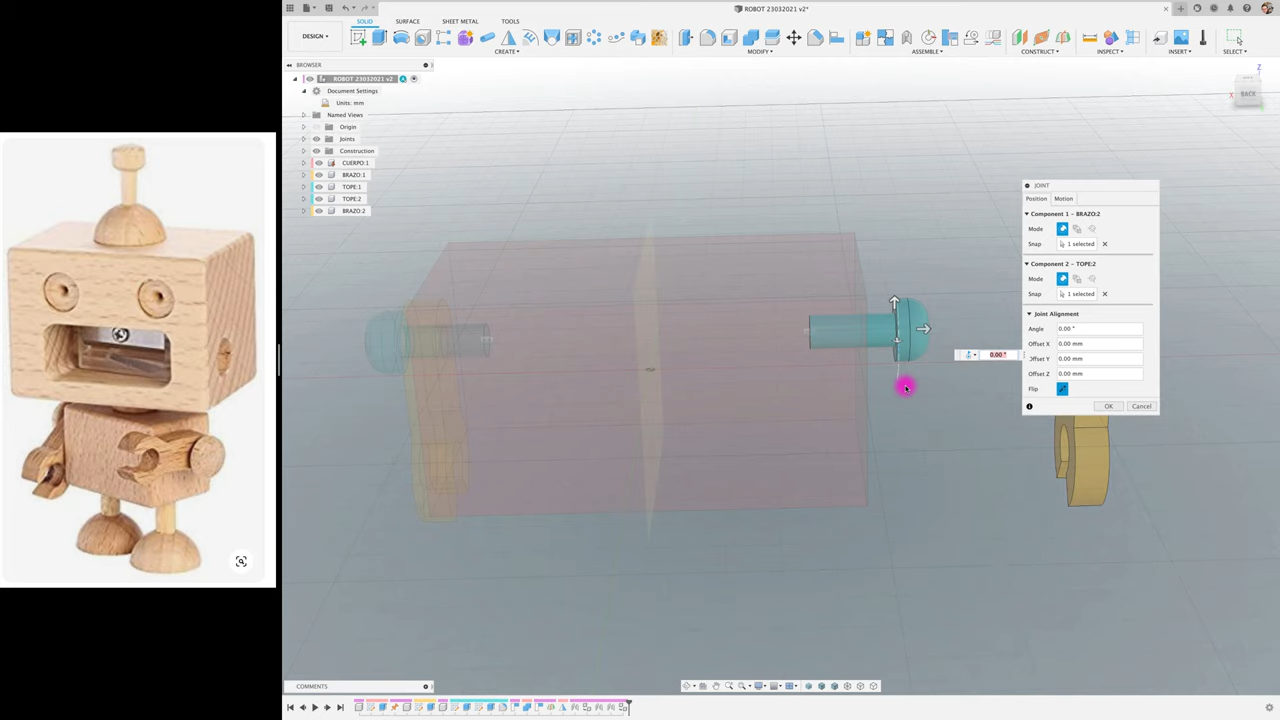 ROBOT 23032021 v2*
DESIGN
SOLID
SURFACE
SHEET METAL
TOOLS
CREATE
MODIFY
ASSEMBLE
CONSTRUCT
INSPECT
INSERT
SELECT
BROWSER
ROBOT 23032021 v2
Document Settings
Units: mm
Named Views
Origin
Joints
Construction
CUERPO:1
BRAZO:1
TOPE:1
TOPE:2
BRAZO:2
Z
X
BACK
JOINT
Position
Motion
Component 1 – BRAZO:2
Mode
Snap
1 selected
Component 2 – TOPE:2
Mode
Snap
1 selected
Joint Alignment
Angle
0.00 °
Offset X
0.00 mm
Offset Y
0.00 mm
Offset Z
0.00 mm
Flip
OK
Cancel
0.00 °
COMMENTS